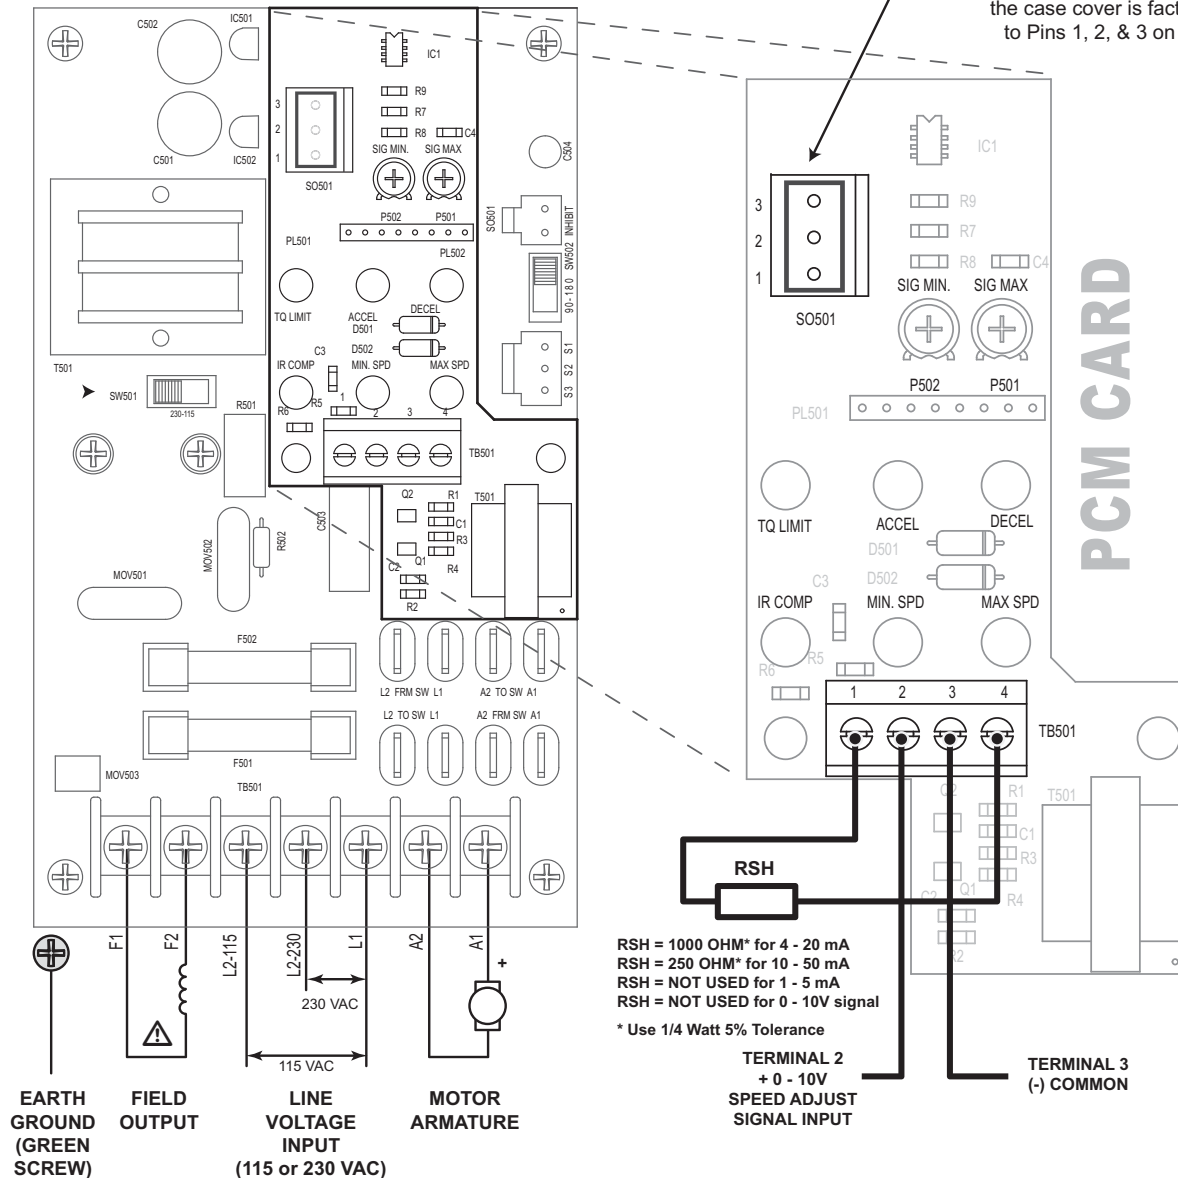 the case cover is fact
to Pins 1, 2, & 3 on
C502
IC501
IC1
R9
R7
R8
C4
3
2
1
SIG MIN.
SIG MAX
C501
IC502
C504
SO501
P502
P501
SO501
INHIBIT
PL501
PL502
SW502
90-180
TQ LIMIT
ACCEL
DECEL
D501
D502
C3
IR COMP
MIN. SPD
MAX SPD
S1
S2
S3
T501
SW501
230-115
R501
R6
R5
1
2
3
4
TB501
Q2
R1
T501
C503
C1
R3
Q1
R4
C2
R2
MOV502
R502
MOV501
F502
L2 FRM SW L1
A2 TO SW A1
L2 TO SW L1
A2 FRM SW A1
F501
MOV503
TB501
F1
F2
L2-115
L2-230
L1
A2
A1
+
230 VAC
115 VAC
EARTH
GROUND
(GREEN
SCREW)
FIELD
OUTPUT
LINE
VOLTAGE
INPUT
(115 or 230 VAC)
MOTOR
ARMATURE
IC1
3
2
1
R9
R7
R8
C4
SIG MIN.
SIG MAX
SO501
P502
P501
PL501
PCM CARD
TQ LIMIT
ACCEL
DECEL
D501
D502
C3
IR COMP
MIN. SPD
MAX SPD
R6
R5
1
2
3
4
TB501
Q2
R1
T501
C1
R3
Q1
C2
R4
R2
RSH
RSH = 1000 OHM* for 4 - 20 mA
RSH = 250 OHM* for 10 - 50 mA
RSH = NOT USED for 1 - 5 mA
RSH = NOT USED for 0 - 10V signal
* Use 1/4 Watt 5% Tolerance
TERMINAL 2
+ 0 - 10V
SPEED ADJUST
SIGNAL INPUT
TERMINAL 3
(-) COMMON